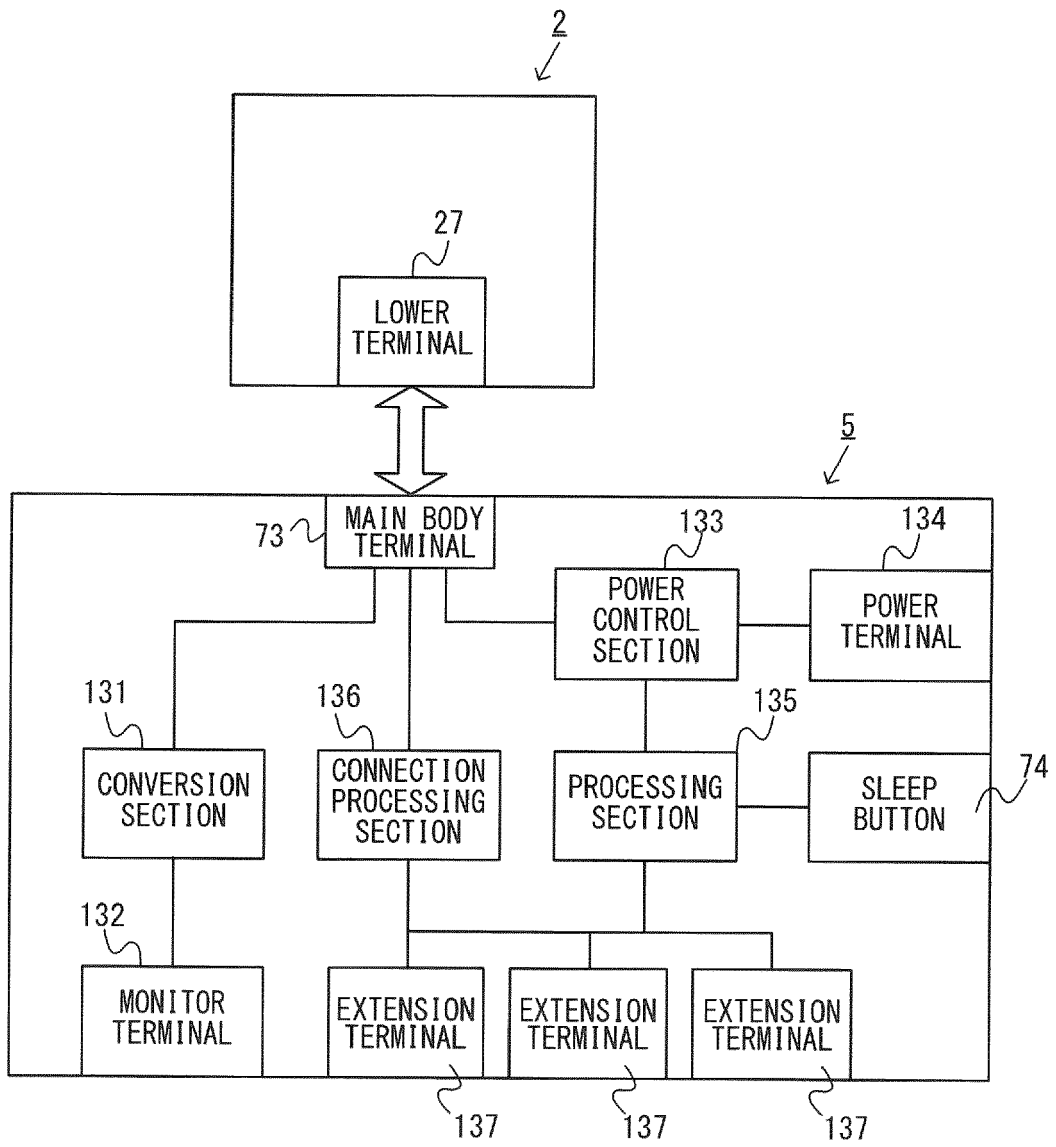 2
27
LOWER
TERMINAL
5
73
MAIN BODY
TERMINAL
133
134
POWER
CONTROL
SECTION
POWER
TERMINAL
131
136
135
74
CONVERSION
SECTION
CONNECTION
PROCESSING
SECTION
PROCESSING
SECTION
SLEEP
BUTTON
132
MONITOR
TERMINAL
EXTENSION
TERMINAL
EXTENSION
TERMINAL
EXTENSION
TERMINAL
137
137
137